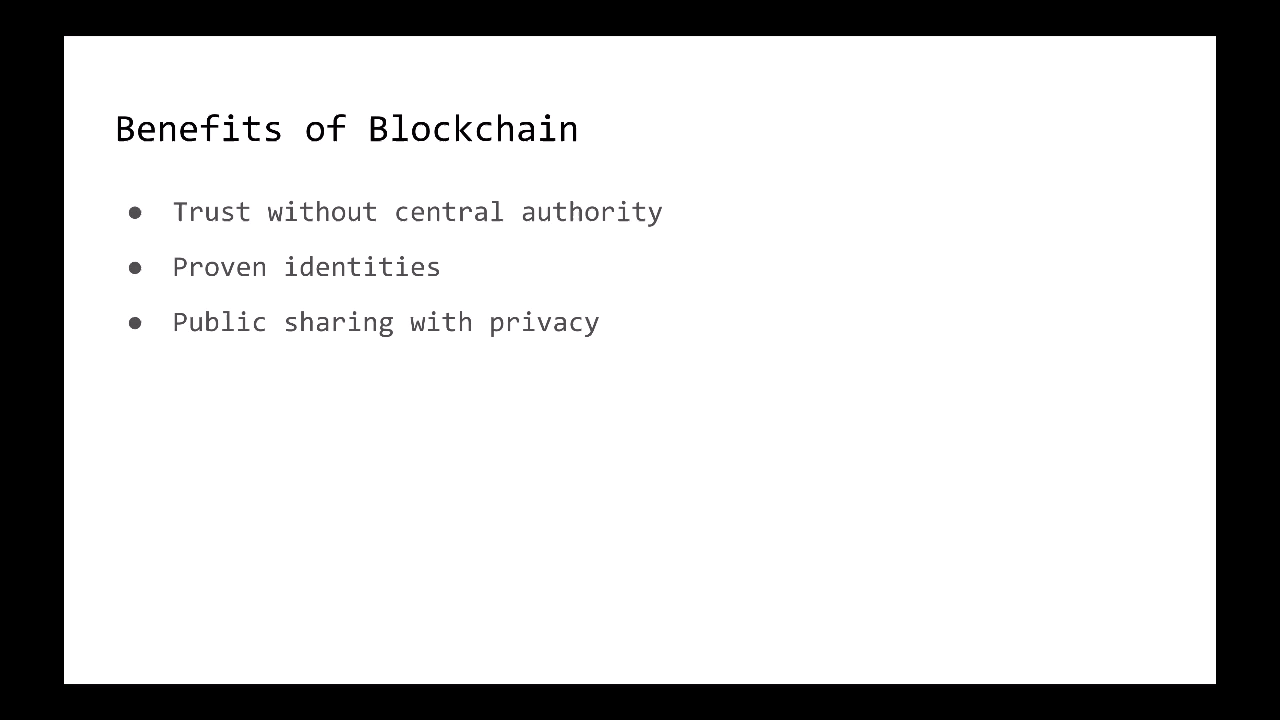 Benefits of Blockchain
● Trust without central authority
● Proven identities
● Public sharing with privacy